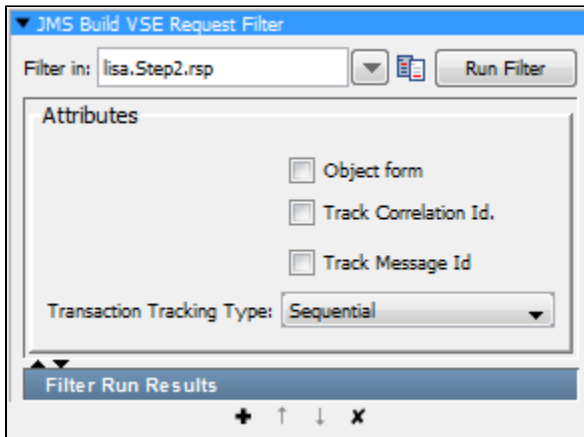 JMS Build VSE Request Filter
Filter in: lisa.Step2.rsp Run Filter
Attributes
Object form
Track Correlation Id.
Track Message Id
Transaction Tracking Type: Sequential
Filter Run Results